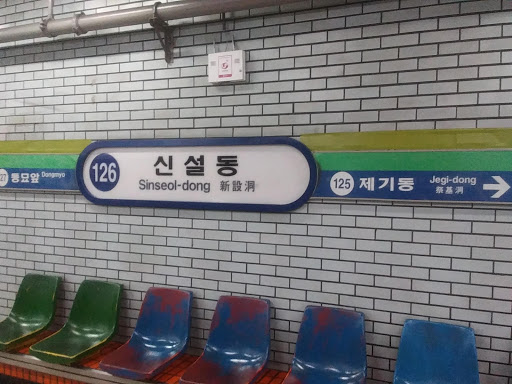 동묘앞 Dongmyo
126
신설동
Sinseol-dong 新設洞
125 제기동 Jegi-dong
祭基洞